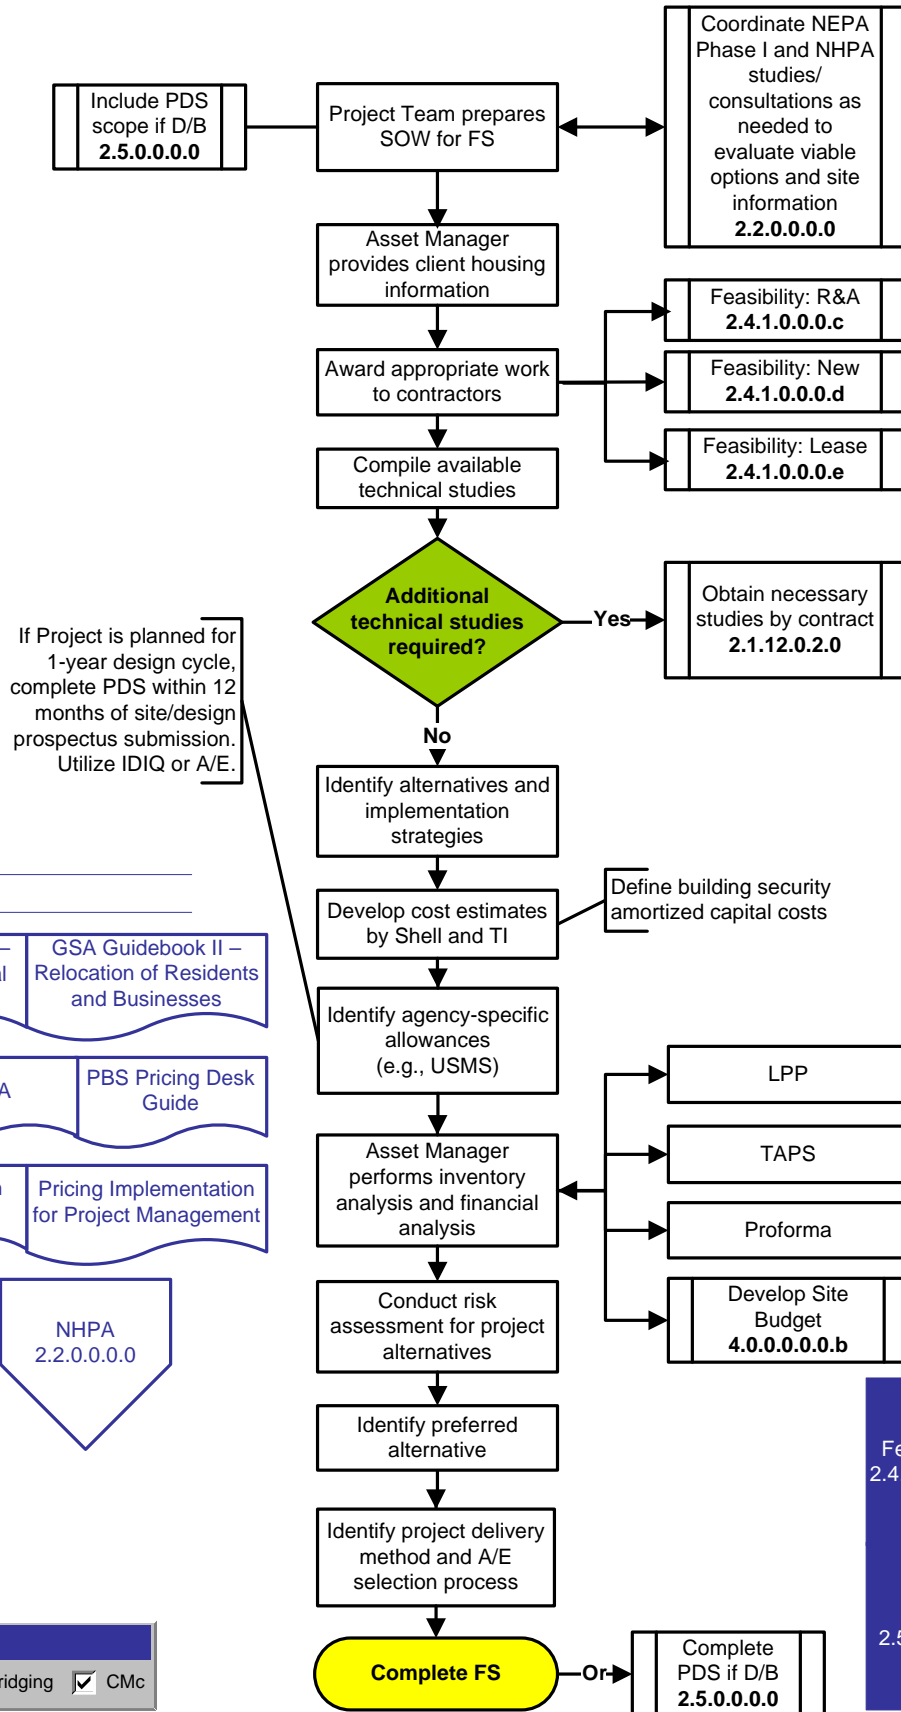 Include PDS
scope if D/B
2.5.0.0.0.0
Project Team prepares
SOW for FS
Coordinate NEPA
Phase I and NHPA
studies/
consultations as
needed to
evaluate viable
options and site
information
2.2.0.0.0.0
Asset Manager
provides client housing
information
Feasibility: R&A
2.4.1.0.0.0.c
Award appropriate work
to contractors
Feasibility: New
2.4.1.0.0.0.d
Feasibility: Lease
2.4.1.0.0.0.e
Compile available
technical studies
Additional
technical studies
required?
Yes
Obtain necessary
studies by contract
2.1.12.0.2.0
No
If Project is planned for
1-year design cycle,
complete PDS within 12
months of site/design
prospectus submission.
Utilize IDIQ or A/E.
Identify alternatives and
implementation
strategies
Develop cost estimates
by Shell and TI
Define building security
amortized capital costs
GSA Guidebook II –
Relocation of Residents
and Businesses
Identify agency-specific
allowances
(e.g., USMS)
PBS Pricing Desk
Guide
LPP
TAPS
Proforma
Develop Site
Budget
4.0.0.0.0.0.b
Asset Manager
performs inventory
analysis and financial
analysis
Pricing Implementation
for Project Management
NHPA
2.2.0.0.0.0
Conduct risk
assessment for project
alternatives
Identify preferred
alternative
Identify project delivery
method and A/E
selection process
Complete FS
Or
Complete
PDS if D/B
2.5.0.0.0.0
CMc